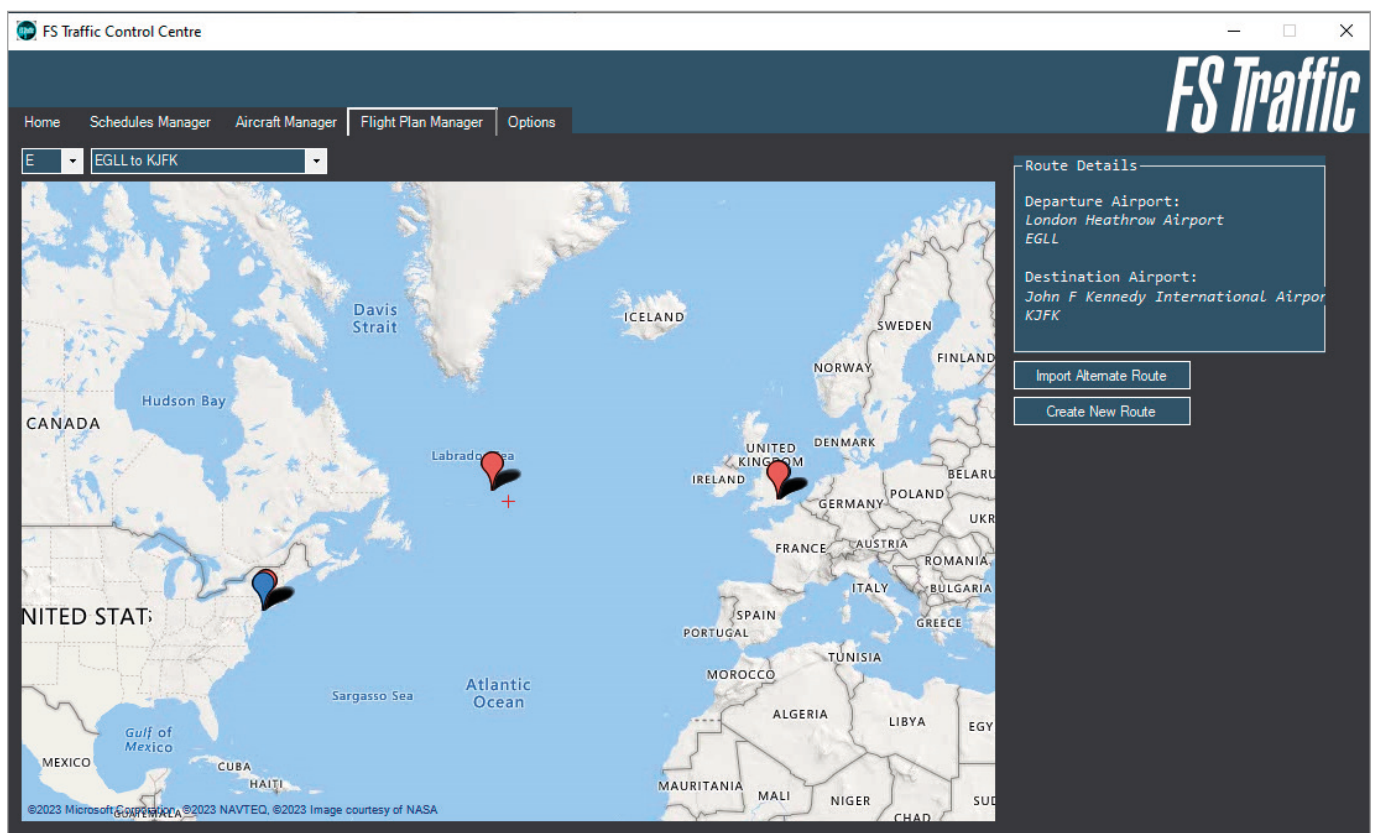 FS Traffic Control Centre
FS Traffic
Home Schedules Manager Aircraft Manager Flight Plan Manager Options
E EGLL to KJFK
Route Details
Departure Airport:
London Heathrow Airport
EGLL
Destination Airport:
John F Kennedy International Airpor
KJFK
Import Alternate Route
Create New Route
Davis
Strait
ICELAND
SWEDEN
FINLAND
NORWAY
Hudson Bay
CANADA
UNITED
KINGDOM
DENMARK
IRELAND
BELARU
POLAND
GERMANY
UKR
FRANCE
AUSTRIA
ROMANIA
ITALY
BULGARIA
NITED STAT
SPAIN
PORTUGAL
GREECE
TUNISIA
MOROCCO
Sargasso Sea
Atlantic
Ocean
ALGERIA
LIBYA
EGY
Gulf of
Mexico
MEXICO
CUBA
HAITI
MAURITANIA
MALI
NIGER
SUD
CHAD
©2023 Microsoft Corporation, ©2023 NAVTEQ, ©2023 Image courtesy of NASA